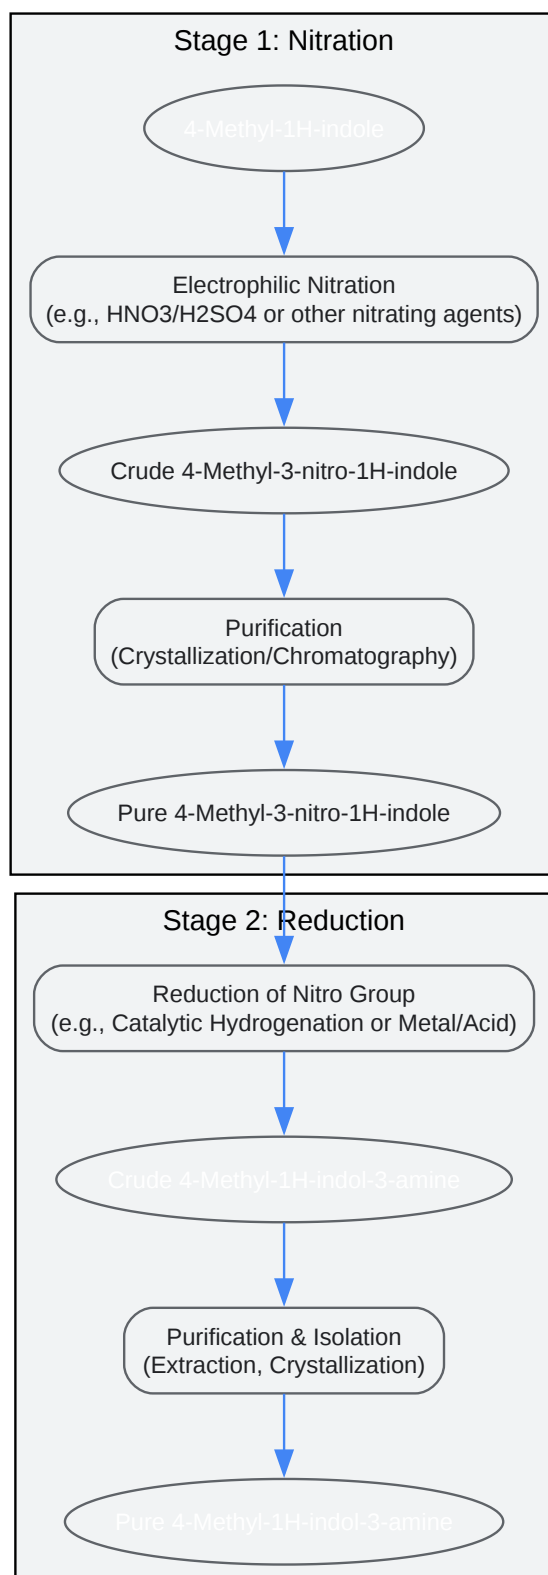 Stage 1: Nitration
4-Methyl-1H-indole
Electrophilic Nitration
(e.g., HNO3/H2SO4 or other nitrating agents)
Crude 4-Methyl-3-nitro-1H-indole
Purification
(Crystallization/Chromatography)
Pure 4-Methyl-3-nitro-1H-indole
Stage 2: Reduction
Reduction of Nitro Group
(e.g., Catalytic Hydrogenation or Metal/Acid)
Crude 4-Methyl-1H-indol-3-amine
Purification & Isolation
(Extraction, Crystallization)
Pure 4-Methyl-1H-indol-3-amine